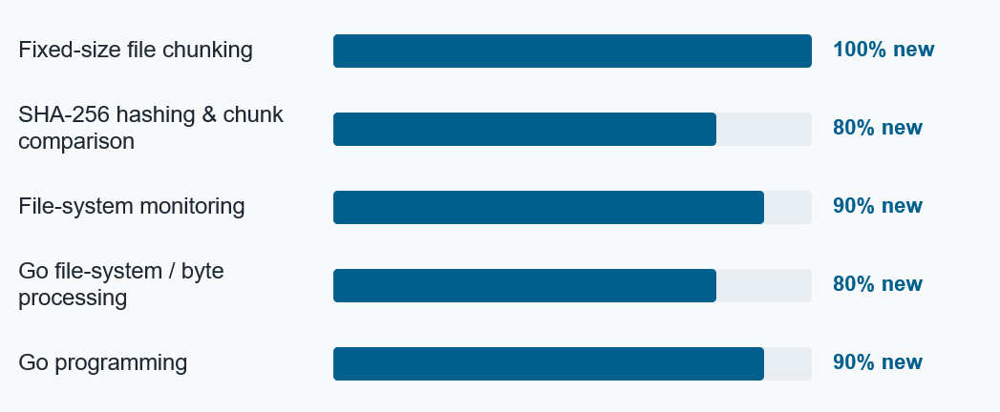 Fixed-size file chunking
100% new
SHA-256 hashing & chunk
comparison
80% new
File-system monitoring
90% new
Go file-system / byte
processing
80% new
Go programming
90% new